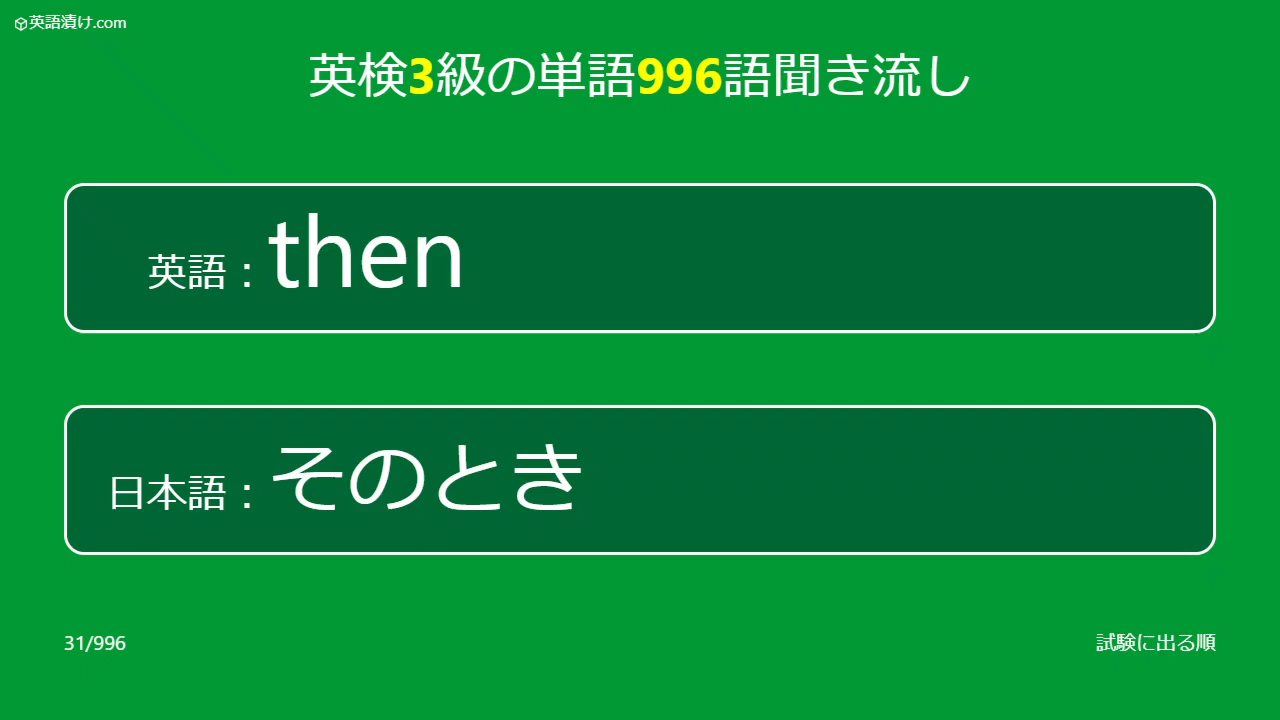 英語漬け.com
英検3級の単語996語聞き流し
英語：then
日本語：そのとき
31/996
試験に出る順